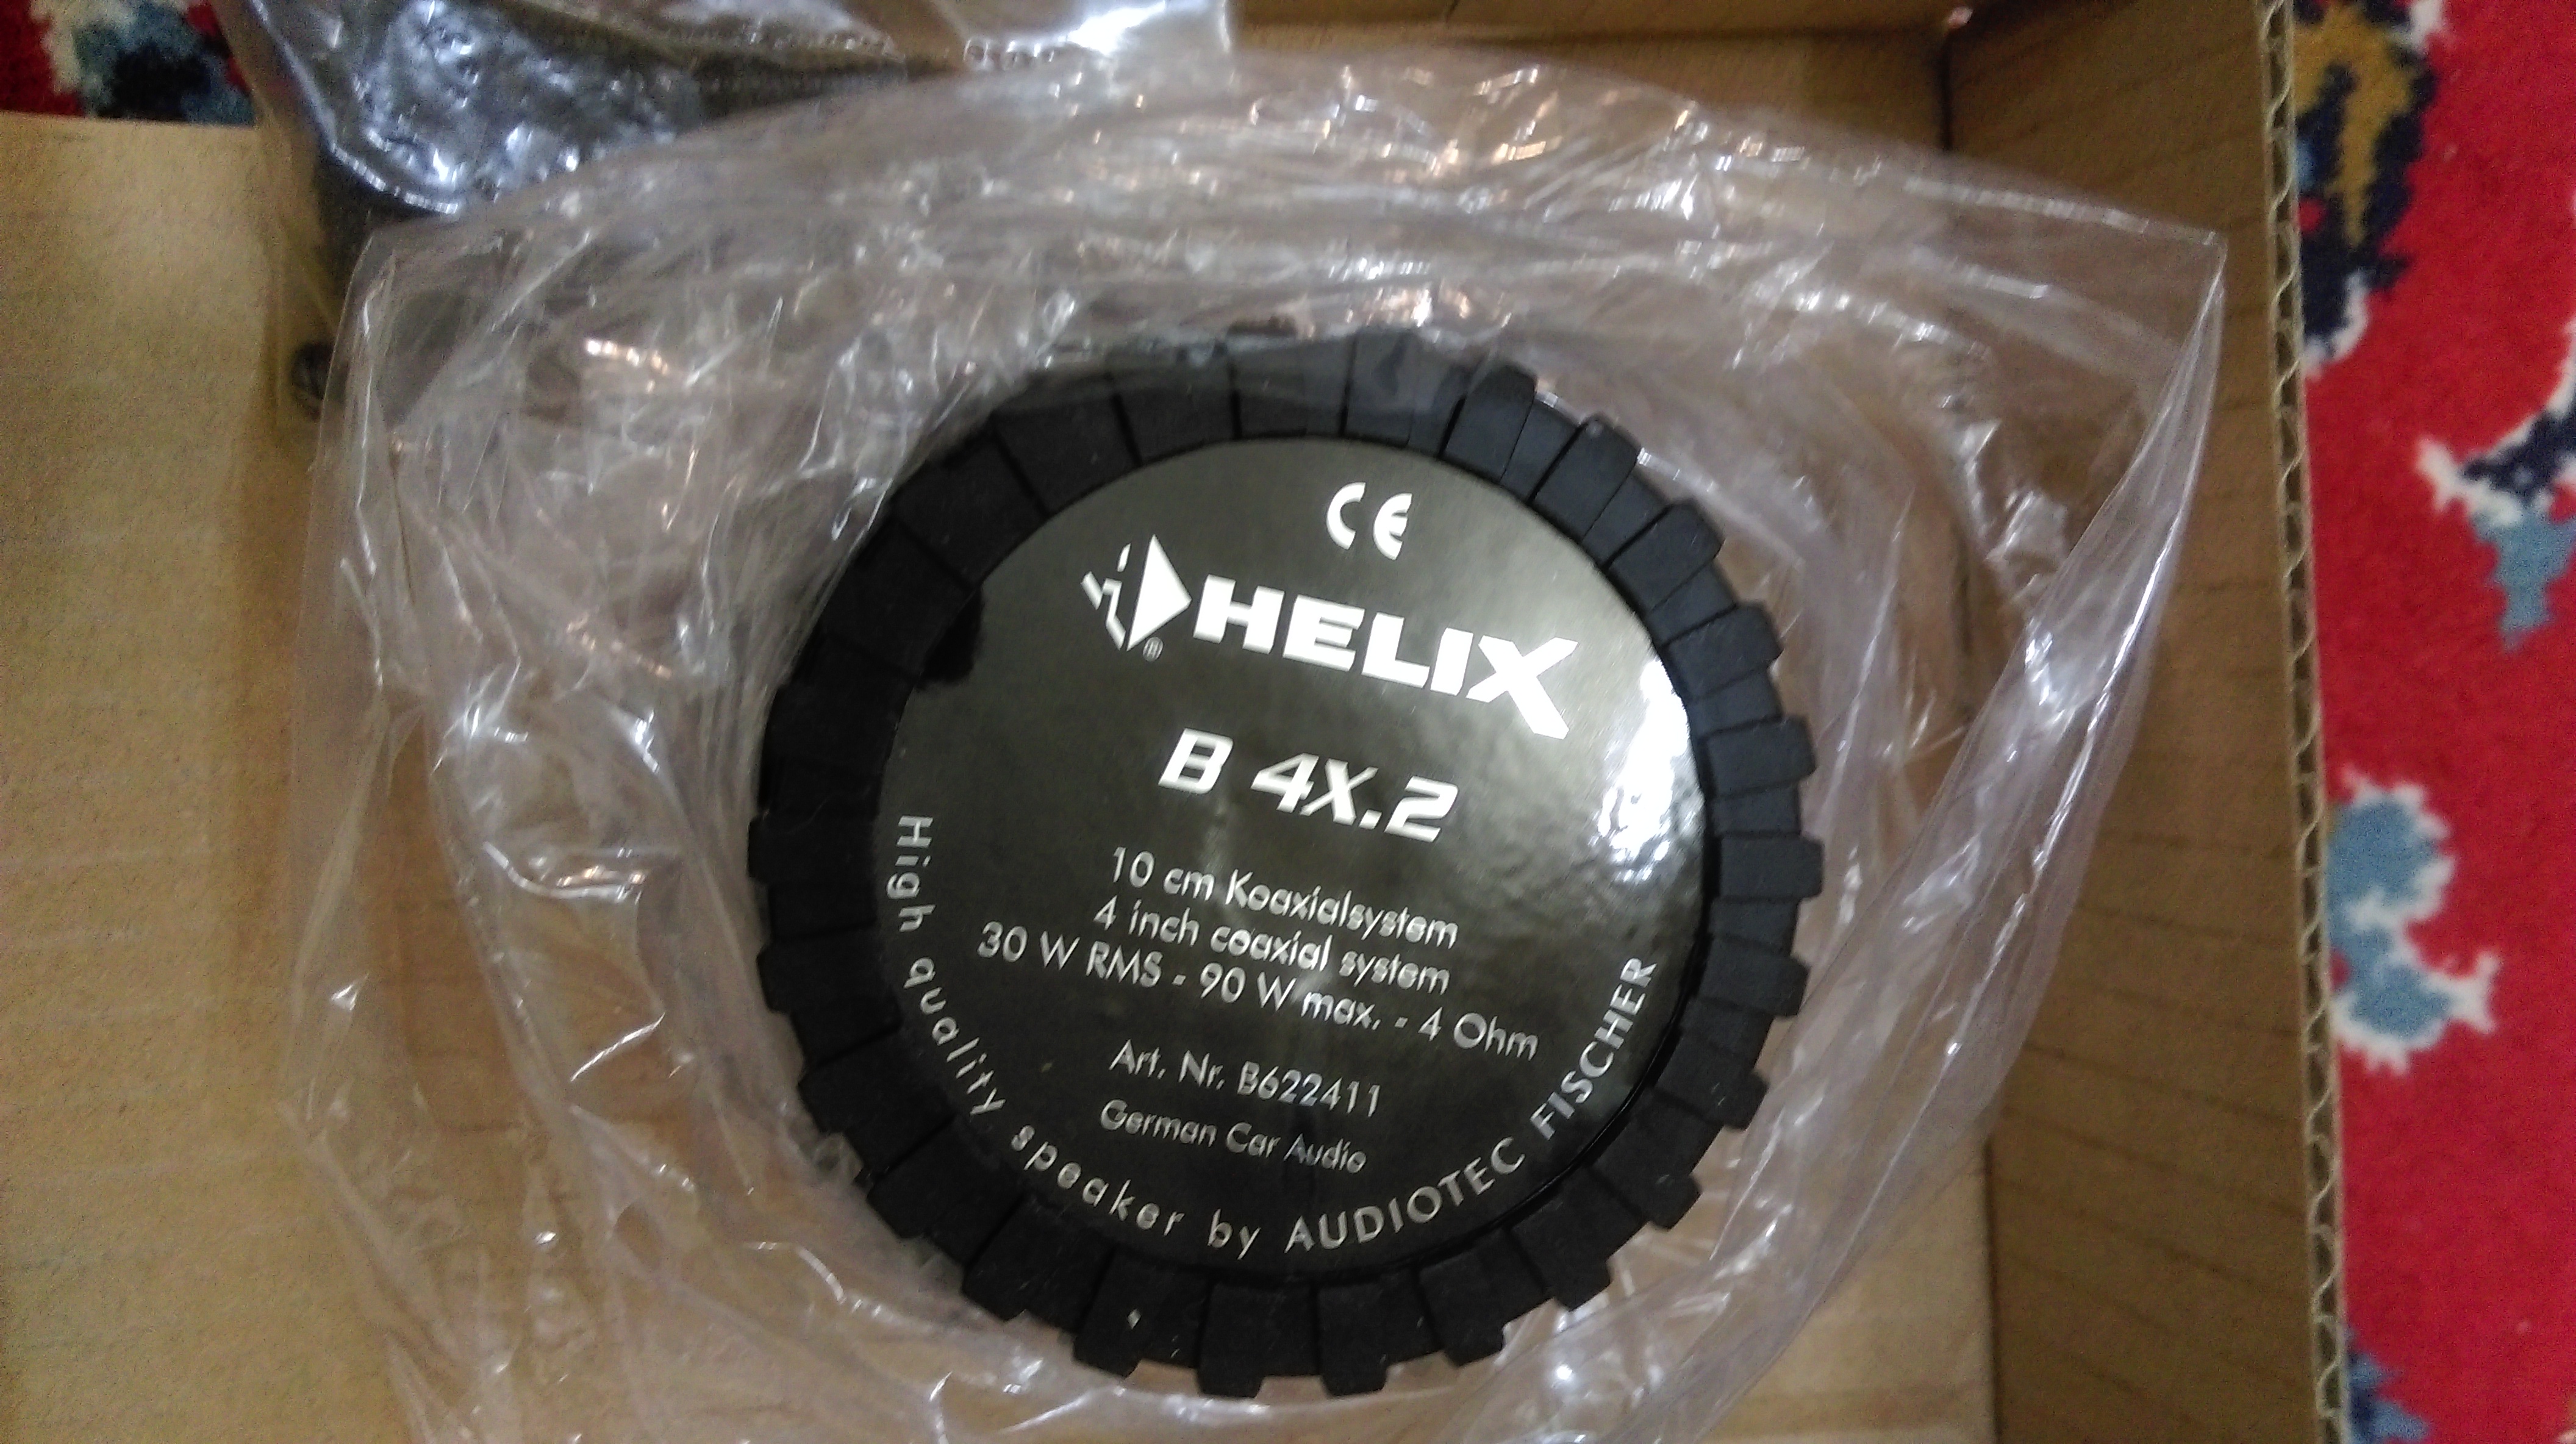 CE
HELIX
®
B 4X.2
10 cm Koaxialsystem
4 inch coaxial system
30 W RMS - 90 W max. - 4 Ohm
Art. Nr. B622411
German Car Audio
High quality speaker by AUDIOTEC FISCHER